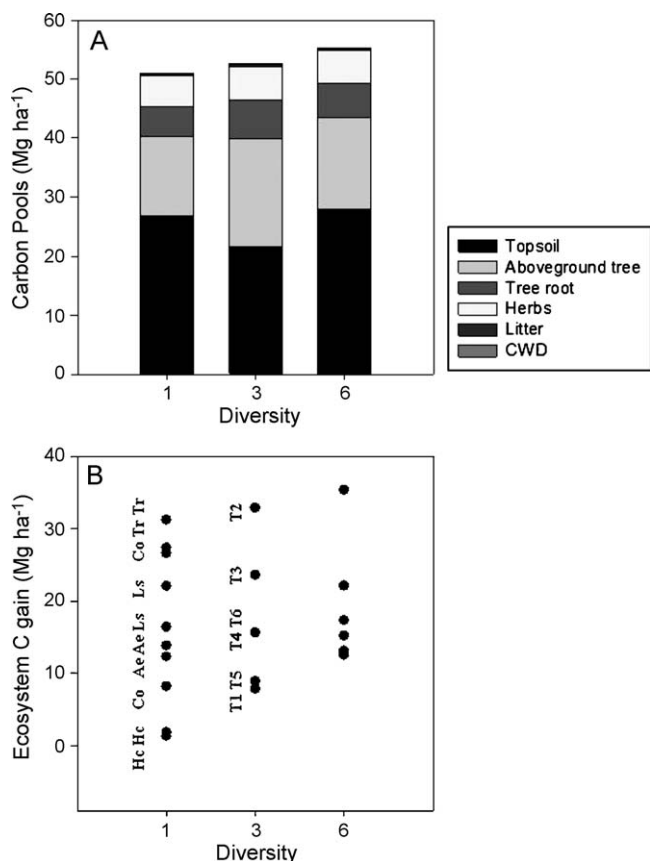 A
Carbon Pools (Mg ha⁻¹)
60
50
40
30
20
10
0
1 3 6
Diversity
Topsoil
Aboveground tree
Tree root
Herbs
Litter
CWD
B
Ecosystem C gain (Mg ha⁻¹)
40
30
20
10
0
Hc Hc Co Ae Ae Ls Ls Co Tr Tr
T1 T5 T4 T6 T3 T2
1 3 6
Diversity